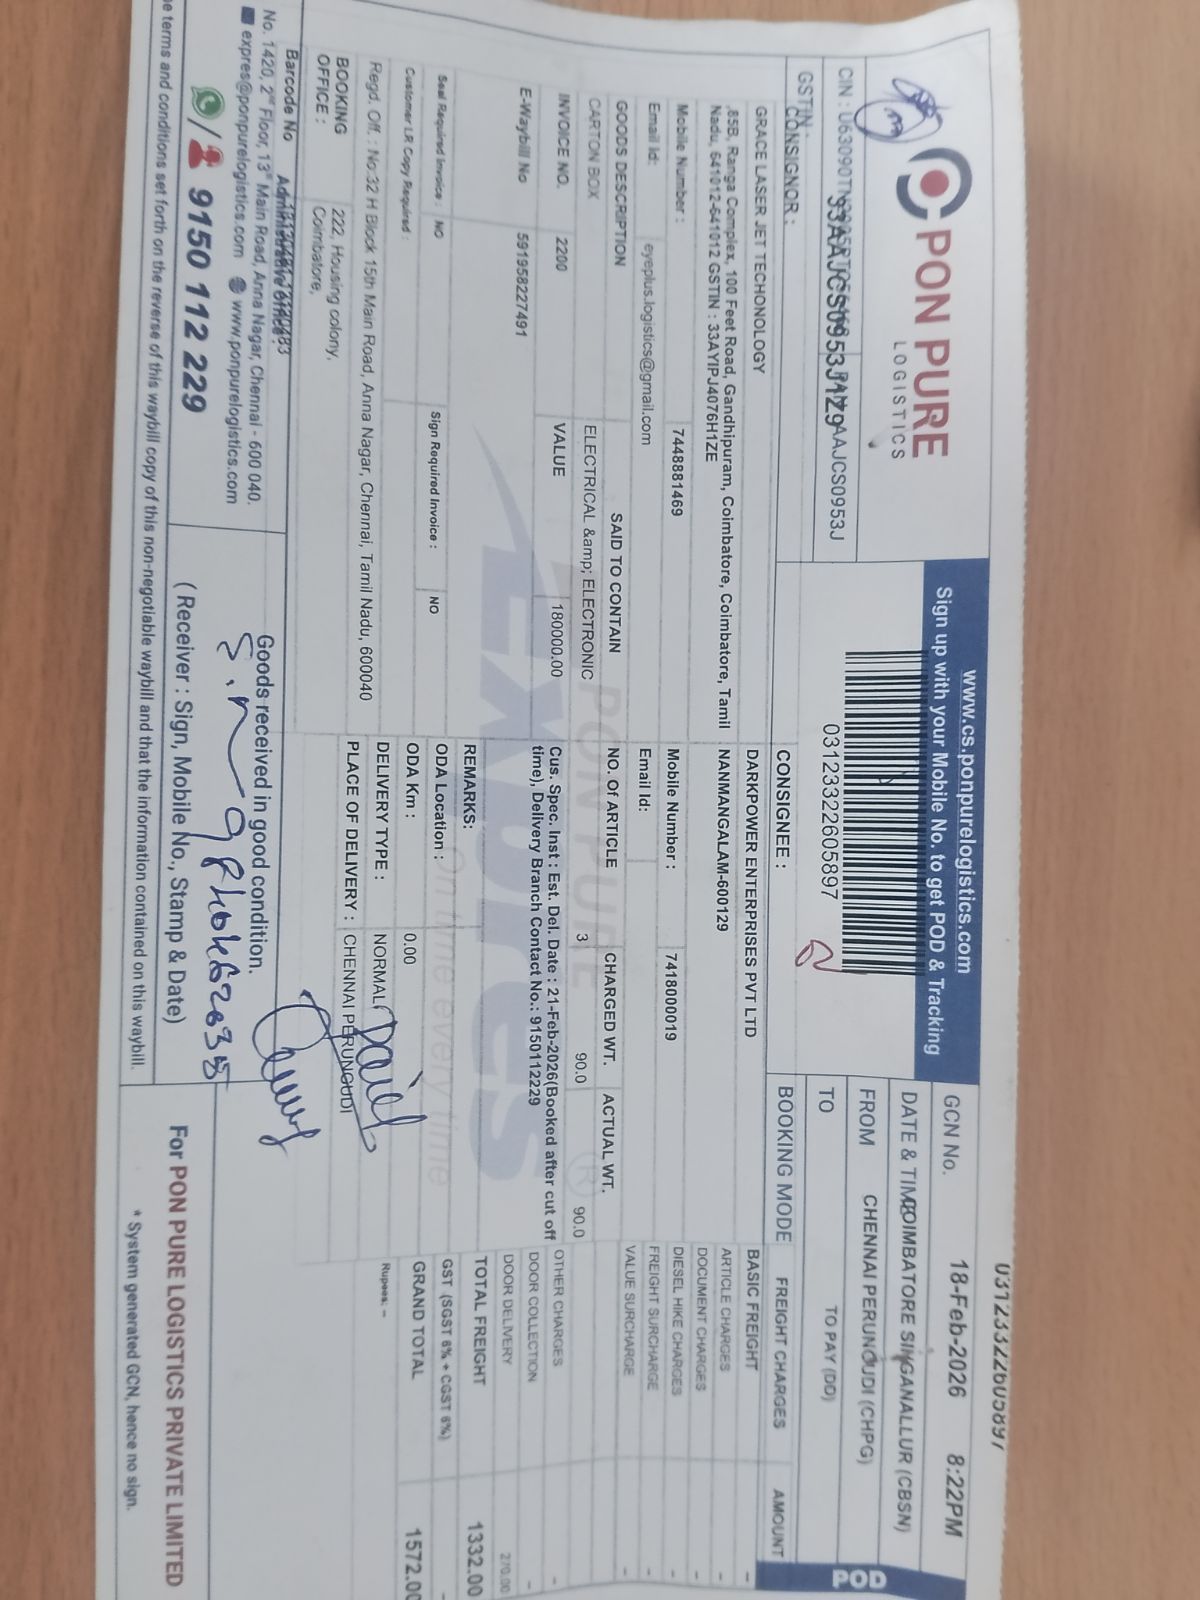 03123322605897
PON PURE
LOGISTICS
www.cs.ponpurelogistics.com
Sign up with your Mobile No. to get POD & Tracking
POD
GCN No. 18-Feb-2026 8:22PM
DATE & TIME COIMBATORE SINGANALLUR (CBSN)
FROM CHENNAI PERUNGUDI (CHPG)
TO TO PAY (DD)
BOOKING MODE FREIGHT CHARGES AMOUNT
03123322605897
CIN : AAJCS0953J
GSTIN : 33AAJCS0953J1Z9
CONSIGNOR :
GRACE LASER JET TECHONOLOGY
,85B, Ranga Complex, 100 Feet Road, Gandhipuram, Coimbatore, Coimbatore, Tamil
Nadu, 641012-641012 GSTIN : 33AYIPJ4076H1ZE
Mobile Number : 7448881469
Email Id: eyeplus.logistics@gmail.com
CONSIGNEE :
DARKPOWER ENTERPRISES PVT LTD
NANMANGALAM-600129
Mobile Number : 7418000019
Email Id:
GOODS DESCRIPTION SAID TO CONTAIN NO. Of ARTICLE CHARGED WT. ACTUAL WT.
CARTON BOX ELECTRICAL &amp; ELECTRONIC 3 90.0 90.0
INVOICE NO. 2200 VALUE 180000.00
E-Waybill No 591958227491
Cus. Spec. Inst : Est. Del. Date : 21-Feb-2026(Booked after cut off
time), Delivery Branch Contact No.: 9150112229
REMARKS:
Seal Required Invoice : NO Sign Required Invoice : NO
Customer LR Copy Required :
ODA Location :
ODA Km : 0.00
DELIVERY TYPE : NORMAL
PLACE OF DELIVERY : CHENNAI PERUNGUDI
Regd. Off. : No:32 H Block 15th Main Road, Anna Nagar, Chennai, Tamil Nadu, 600040
BOOKING
OFFICE :
222, Housing colony,
Coimbatore,
BASIC FREIGHT -
ARTICLE CHARGES -
DOCUMENT CHARGES -
DIESEL HIKE CHARGES -
FREIGHT SURCHARGE -
VALUE SURCHARGE -
OTHER CHARGES -
DOOR COLLECTION -
DOOR DELIVERY 270.00
TOTAL FREIGHT 1332.00
GST (SGST 6% + CGST 6%) -
GRAND TOTAL 1572.00
Rupees: -
PON PURE
EXPRES
On time every time
®
Barcode No
Administrative Office :
No. 1420, 2nd Floor, 13th Main Road, Anna Nagar, Chennai - 600 040.
expres@ponpurelogistics.com www.ponpurelogistics.com
9150 112 229
Goods received in good condition.
( Receiver : Sign, Mobile No., Stamp & Date)
For PON PURE LOGISTICS PRIVATE LIMITED
* System generated GCN, hence no sign.
terms and conditions set forth on the reverse of this waybill copy of this non-negotiable waybill and that the information contained on this waybill.